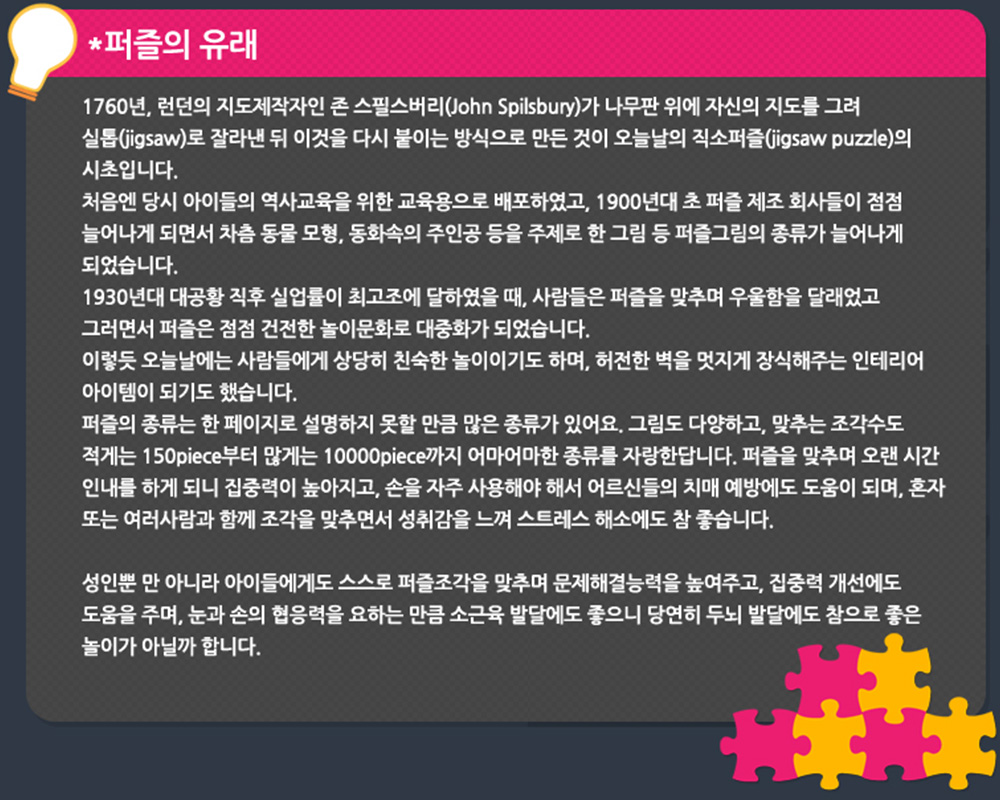 *퍼즐의 유래
1760년, 런던의 지도제작자인 존 스필스버리(John Spilsbury)가 나무판 위에 자신의 지도를 그려
실톱(jigsaw)로 잘라낸 뒤 이것을 다시 붙이는 방식으로 만든 것이 오늘날의 직소퍼즐(jigsaw puzzle)의
시초입니다.
처음엔 당시 아이들의 역사교육을 위한 교육용으로 배포하였고, 1900년대 초 퍼즐 제조 회사들이 점점
늘어나게 되면서 차츰 동물 모형, 동화속의 주인공 등을 주제로 한 그림 등 퍼즐그림의 종류가 늘어나게
되었습니다.
1930년대 대공황 직후 실업률이 최고조에 달하였을 때, 사람들은 퍼즐을 맞추며 우울함을 달래었고
그러면서 퍼즐은 점점 건전한 놀이문화로 대중화가 되었습니다.
이렇듯 오늘날에는 사람들에게 상당히 친숙한 놀이이기도 하며, 허전한 벽을 멋지게 장식해주는 인테리어
아이템이 되기도 했습니다.
퍼즐의 종류는 한 페이지로 설명하지 못할 만큼 많은 종류가 있어요. 그림도 다양하고, 맞추는 조각수도
적게는 150piece부터 많게는 10000piece까지 어마어마한 종류를 자랑한답니다. 퍼즐을 맞추며 오랜 시간
인내를 하게 되니 집중력이 높아지고, 손을 자주 사용해야 해서 어르신들의 치매 예방에도 도움이 되며, 혼자
또는 여러사람과 함께 조각을 맞추면서 성취감을 느껴 스트레스 해소에도 참 좋습니다.
성인뿐 만 아니라 아이들에게도 스스로 퍼즐조각을 맞추며 문제해결능력을 높여주고, 집중력 개선에도
도움을 주며, 눈과 손의 협응력을 요하는 만큼 소근육 발달에도 좋으니 당연히 두뇌 발달에도 참으로 좋은
놀이가 아닐까 합니다.